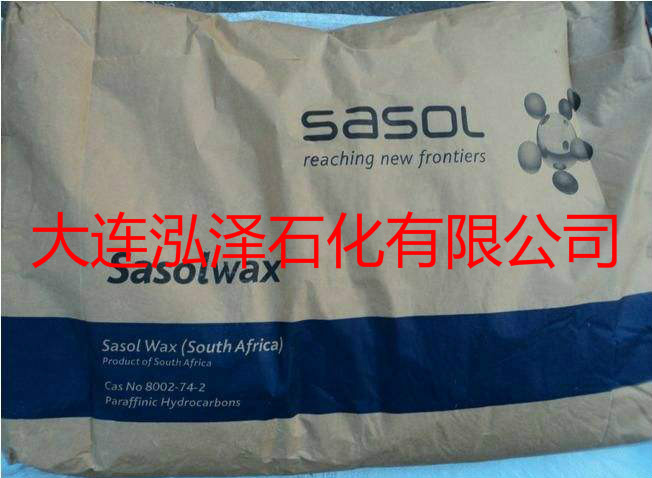 sasol
reaching new frontiers
大连泓泽石化有限公司
Sasolwax
Sasol Wax (South Africa)
Product of South Africa
Cas No 8002-74-2
Paraffinic Hydrocarbons